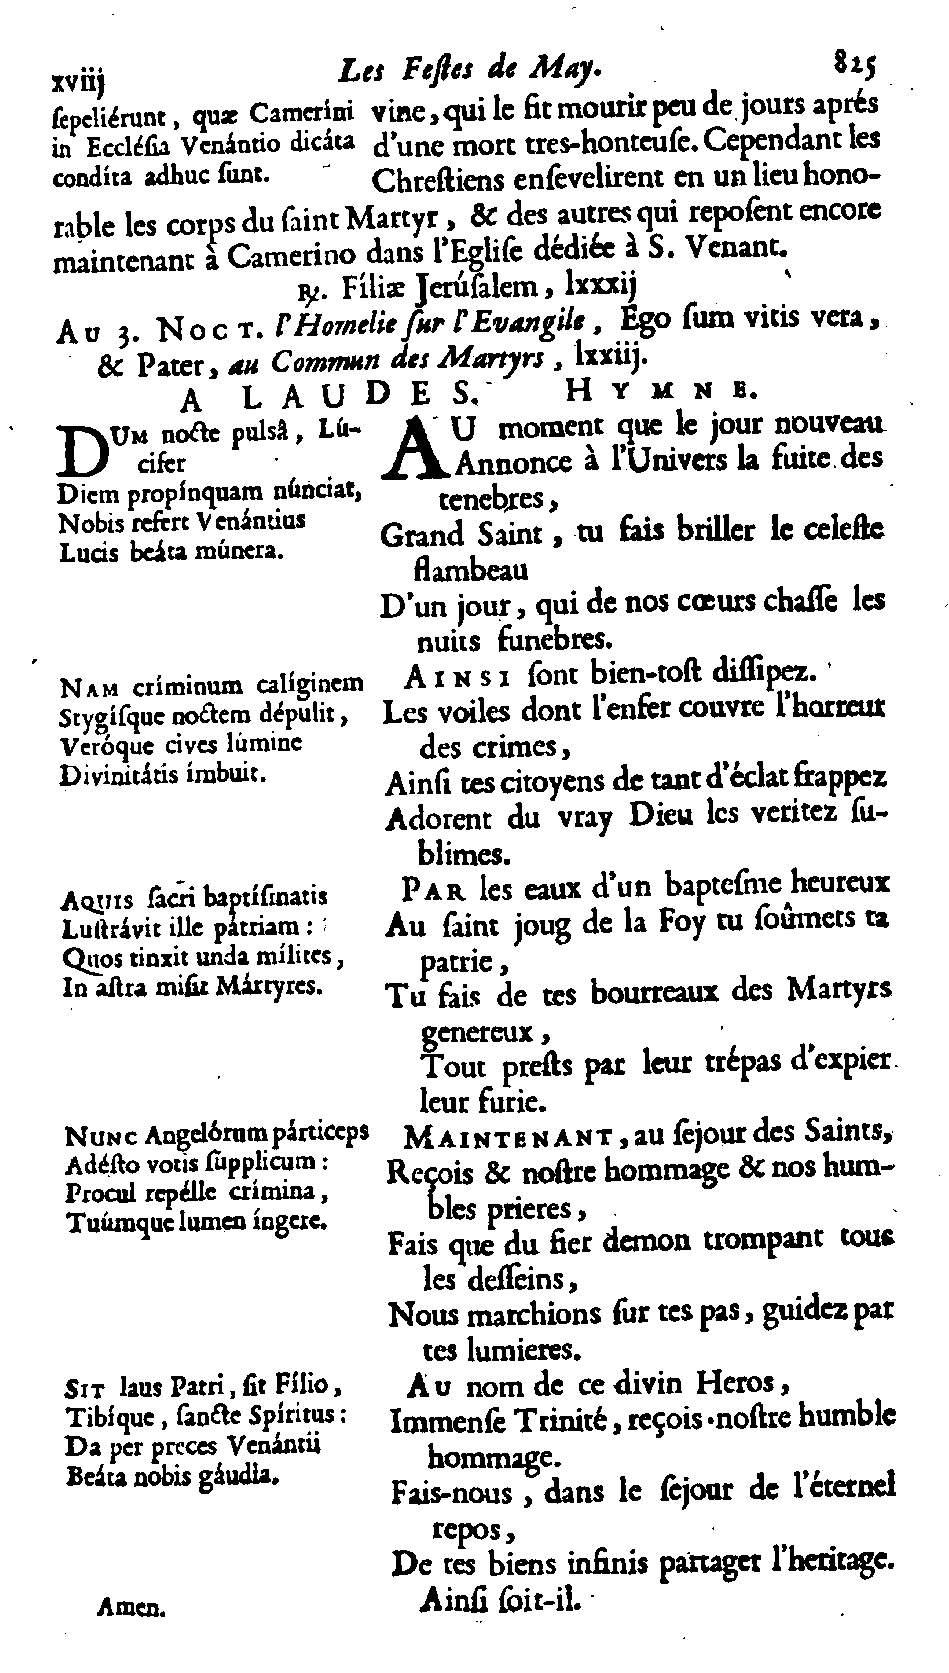 xviij Les Feſtes de May. 825
ſepeliérunt, quæ Cameríni
in Eccléſia Venántio dicáta
condíta adhuc ſunt.
vine, qui le fit mourir peu de jours aprés
d'une mort tres-honteuſe. Cependant les
Chreſtiens enſevelirent en un lieu hono-
rable les corps du ſaint Martyr, & des autres qui repoſent encore
maintenant à Camerino dans l'Egliſe dédiée à S. Venant.
℟. Fíliæ Jerúſalem, lxxxij
AU 3. NOCT. l'Homelie ſur l'Evangile, Ego ſum vitis vera,
& Pater, au Commun des Martyrs, lxxiij.
A LAUDES. HYMNE.
DUM nocte pulsâ, Lú-
cifer
Diem propínquam núnciat,
Nobis refert Venántius
Lucis beáta múnera.
NAM críminum calíginem
Stygíſque noctem dépulit,
Veróque cives lúmine
Divinitátis ímbuit.
AQUIS ſacri baptíſmatis
Luſtrávit ille pátriam :
Quos tinxit unda mílites,
In aſtra miſit Mártyres.
NUNC Angelórum párticeps
Adéſto votis ſupplicum :
Procul repélle crímina,
Tuúmque lumen íngere.
SIT laus Patri, ſit Fílio,
Tibíque, ſancte Spíritus :
Da per preces Venántii
Beáta nobis gáudia.
Amen.
AU moment que le jour nouveau
Annonce à l'Univers la fuite des
tenebres,
Grand Saint, tu fais briller le celeſte
flambeau
D'un jour, qui de nos cœurs chaſſe les
nuits funebres.
AINSI ſont bien-toſt diſſipez.
Les voiles dont l'enfer couvre l'horreur
des crimes,
Ainſi tes citoyens de tant d'éclat frappez
Adorent du vray Dieu les veritez ſu-
blimes.
PAR les eaux d'un bapteſme heureux
Au ſaint joug de la Foy tu ſoûmets ta
patrie,
Tu fais de tes bourreaux des Martyrs
genereux,
Tout preſts par leur trépas d'expier
leur furie.
MAINTENANT, au ſejour des Saints,
Reçois & noſtre hommage & nos hum-
bles prieres,
Fais que du fier demon trompant tous
les deſſeins,
Nous marchions ſur tes pas, guidez par
tes lumieres.
AU nom de ce divin Heros,
Immenſe Trinité, reçois noſtre humble
hommage.
Fais-nous, dans le ſejour de l'éternel
repos,
De tes biens infinis partager l'heritage.
Ainſi ſoit-il.